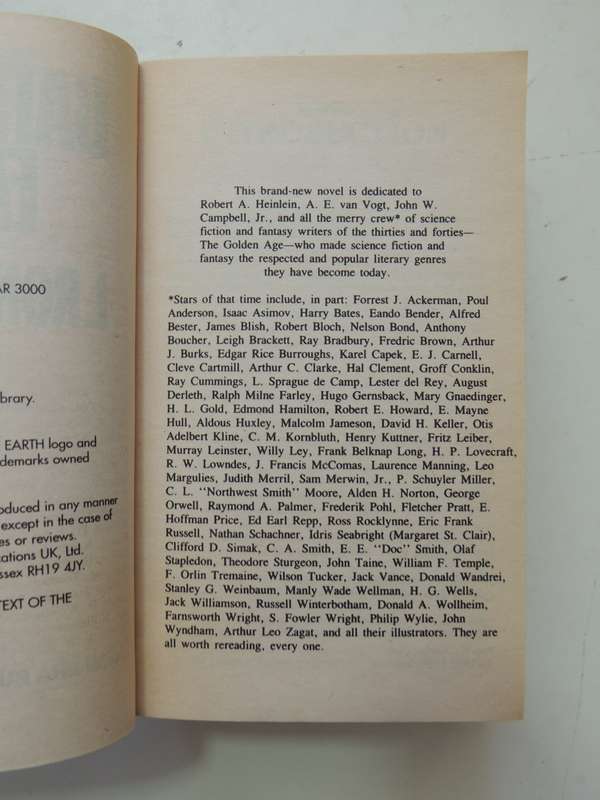 AR 3000
brary.
EARTH logo and
demarks owned
oduced in any manner
except in the case of
es or reviews.
cations UK, Ltd.
ssex RH19 4JY.
TEXT OF THE
This brand-new novel is dedicated to
Robert A. Heinlein, A. E. van Vogt, John W.
Campbell, Jr., and all the merry crew* of science
fiction and fantasy writers of the thirties and forties—
The Golden Age—who made science fiction and
fantasy the respected and popular literary genres
they have become today.
*Stars of that time include, in part: Forrest J. Ackerman, Poul
Anderson, Isaac Asimov, Harry Bates, Eando Bender, Alfred
Bester, James Blish, Robert Bloch, Nelson Bond, Anthony
Boucher, Leigh Brackett, Ray Bradbury, Fredric Brown, Arthur
J. Burks, Edgar Rice Burroughs, Karel Capek, E. J. Carnell,
Cleve Cartmill, Arthur C. Clarke, Hal Clement, Groff Conklin,
Ray Cummings, L. Sprague de Camp, Lester del Rey, August
Derleth, Ralph Milne Farley, Hugo Gernsback, Mary Gnaedinger,
H. L. Gold, Edmond Hamilton, Robert E. Howard, E. Mayne
Hull, Aldous Huxley, Malcolm Jameson, David H. Keller, Otis
Adelbert Kline, C. M. Kornbluth, Henry Kuttner, Fritz Leiber,
Murray Leinster, Willy Ley, Frank Belknap Long, H. P. Lovecraft,
R. W. Lowndes, J. Francis McComas, Laurence Manning, Leo
Margulies, Judith Merril, Sam Merwin, Jr., P. Schuyler Miller,
C. L. "Northwest Smith" Moore, Alden H. Norton, George
Orwell, Raymond A. Palmer, Frederik Pohl, Fletcher Pratt, E.
Hoffman Price, Ed Earl Repp, Ross Rocklynne, Eric Frank
Russell, Nathan Schachner, Idris Seabright (Margaret St. Clair),
Clifford D. Simak, C. A. Smith, E. E. "Doc" Smith, Olaf
Stapledon, Theodore Sturgeon, John Taine, William F. Temple,
F. Orlin Tremaine, Wilson Tucker, Jack Vance, Donald Wandrei,
Stanley G. Weinbaum, Manly Wade Wellman, H. G. Wells,
Jack Williamson, Russell Winterbotham, Donald A. Wollheim,
Farnsworth Wright, S. Fowler Wright, Philip Wylie, John
Wyndham, Arthur Leo Zagat, and all their illustrators. They are
all worth rereading, every one.